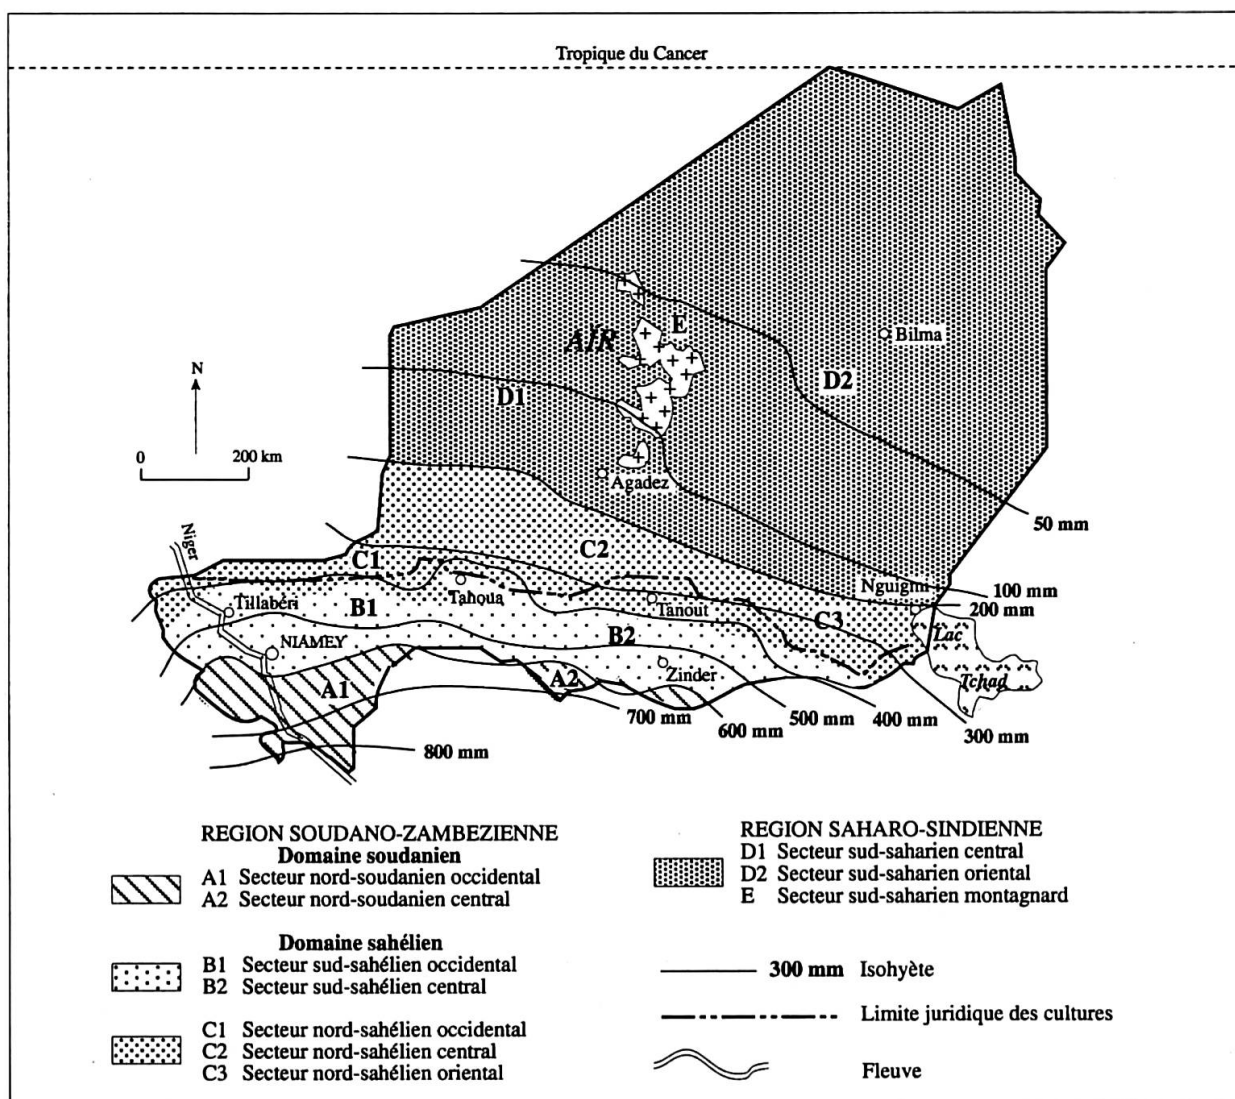 Tropique du Cancer
N
0 200 km
AÏR
E
Bilma
D2
D1
Agadez
50 mm
Niger
C1
C2
Nguigmi
100 mm
200 mm
Tillabéri
B1
Tahoua
Tanout
C3
Lac
Tchad
NIAMEY
B2
Zinder
A1
A2
700 mm
600 mm
500 mm
400 mm
300 mm
800 mm
REGION SOUDANO-ZAMBEZIENNE
Domaine soudanien
A1 Secteur nord-soudanien occidental
A2 Secteur nord-soudanien central
Domaine sahélien
B1 Secteur sud-sahélien occidental
B2 Secteur sud-sahélien central
C1 Secteur nord-sahélien occidental
C2 Secteur nord-sahélien central
C3 Secteur nord-sahélien oriental
REGION SAHARO-SINDIENNE
D1 Secteur sud-saharien central
D2 Secteur sud-saharien oriental
E Secteur sud-saharien montagnard
300 mm Isohyète
Limite juridique des cultures
Fleuve